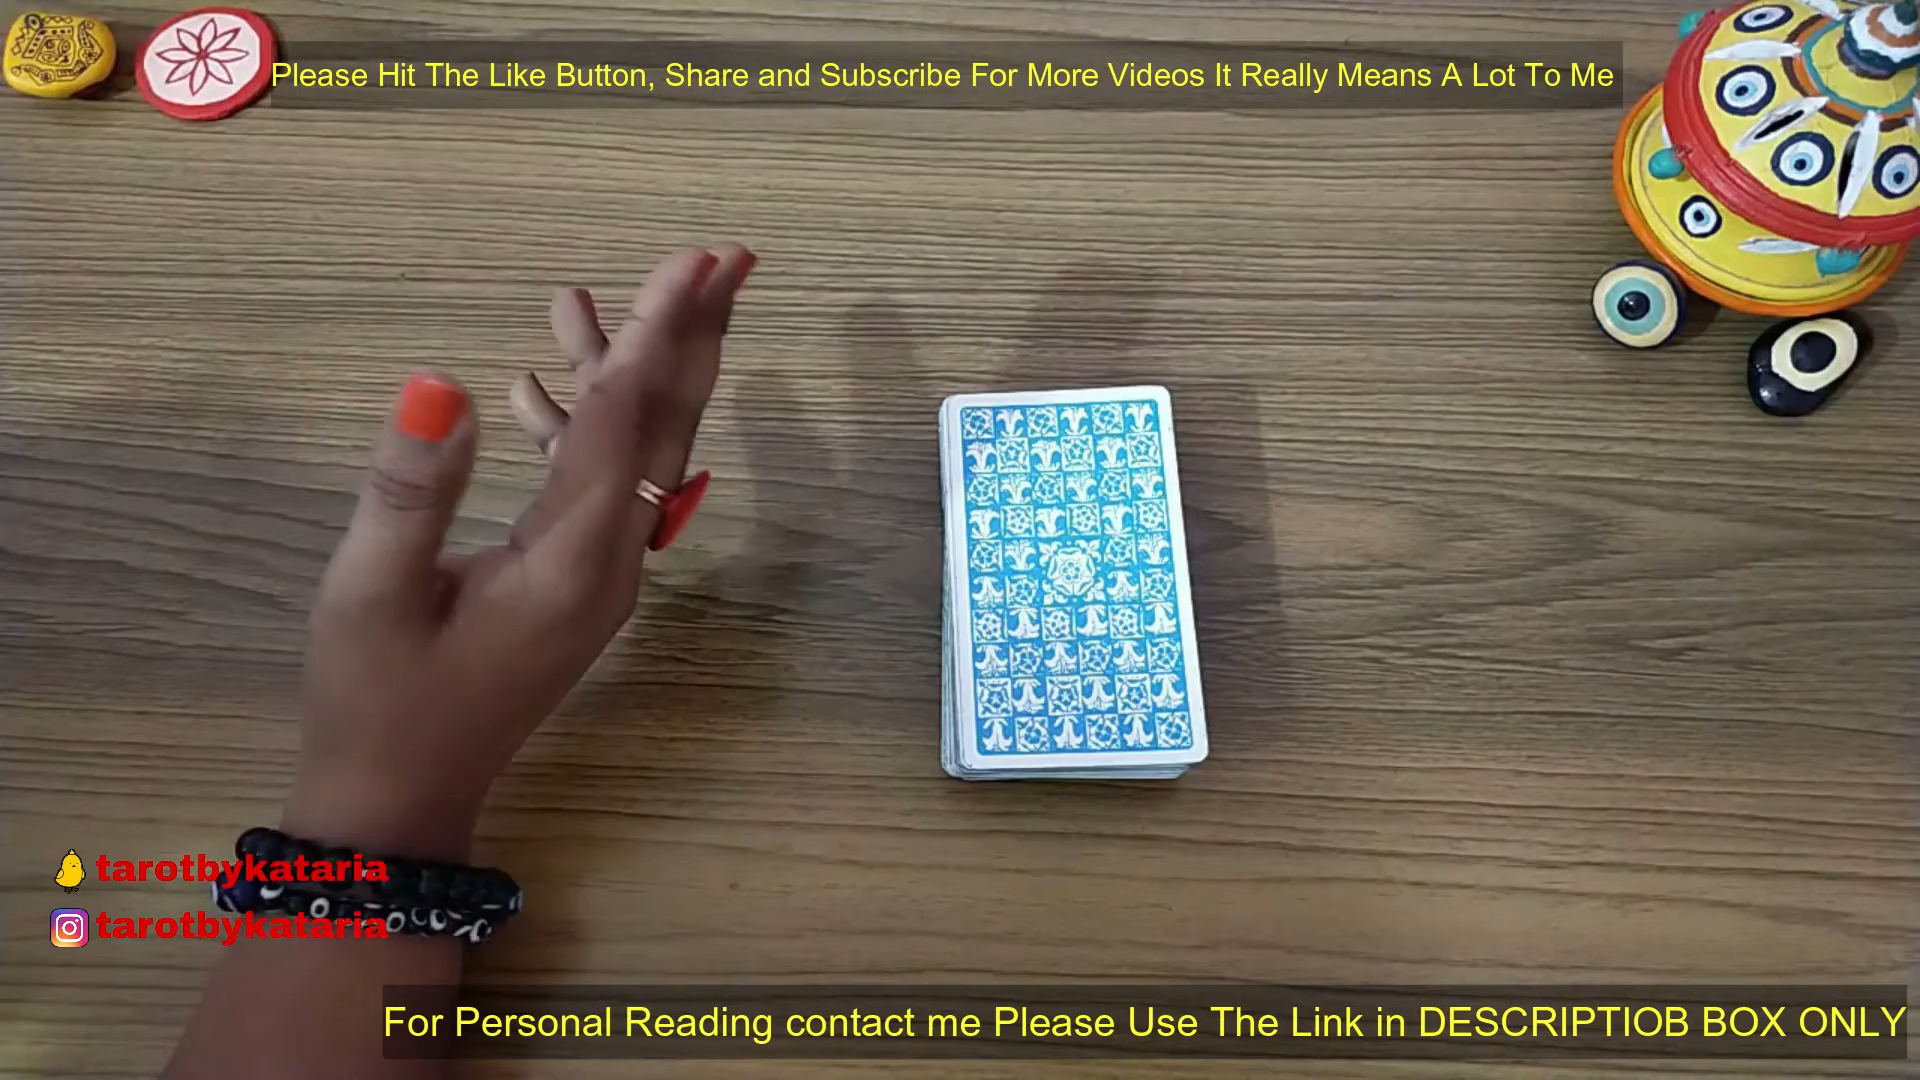 Please Hit The Like Button, Share and Subscribe For More Videos It Really Means A Lot To Me
tarotbykataria
tarotbykataria
For Personal Reading contact me Please Use The Link in DESCRIPTIOB BOX ONLY